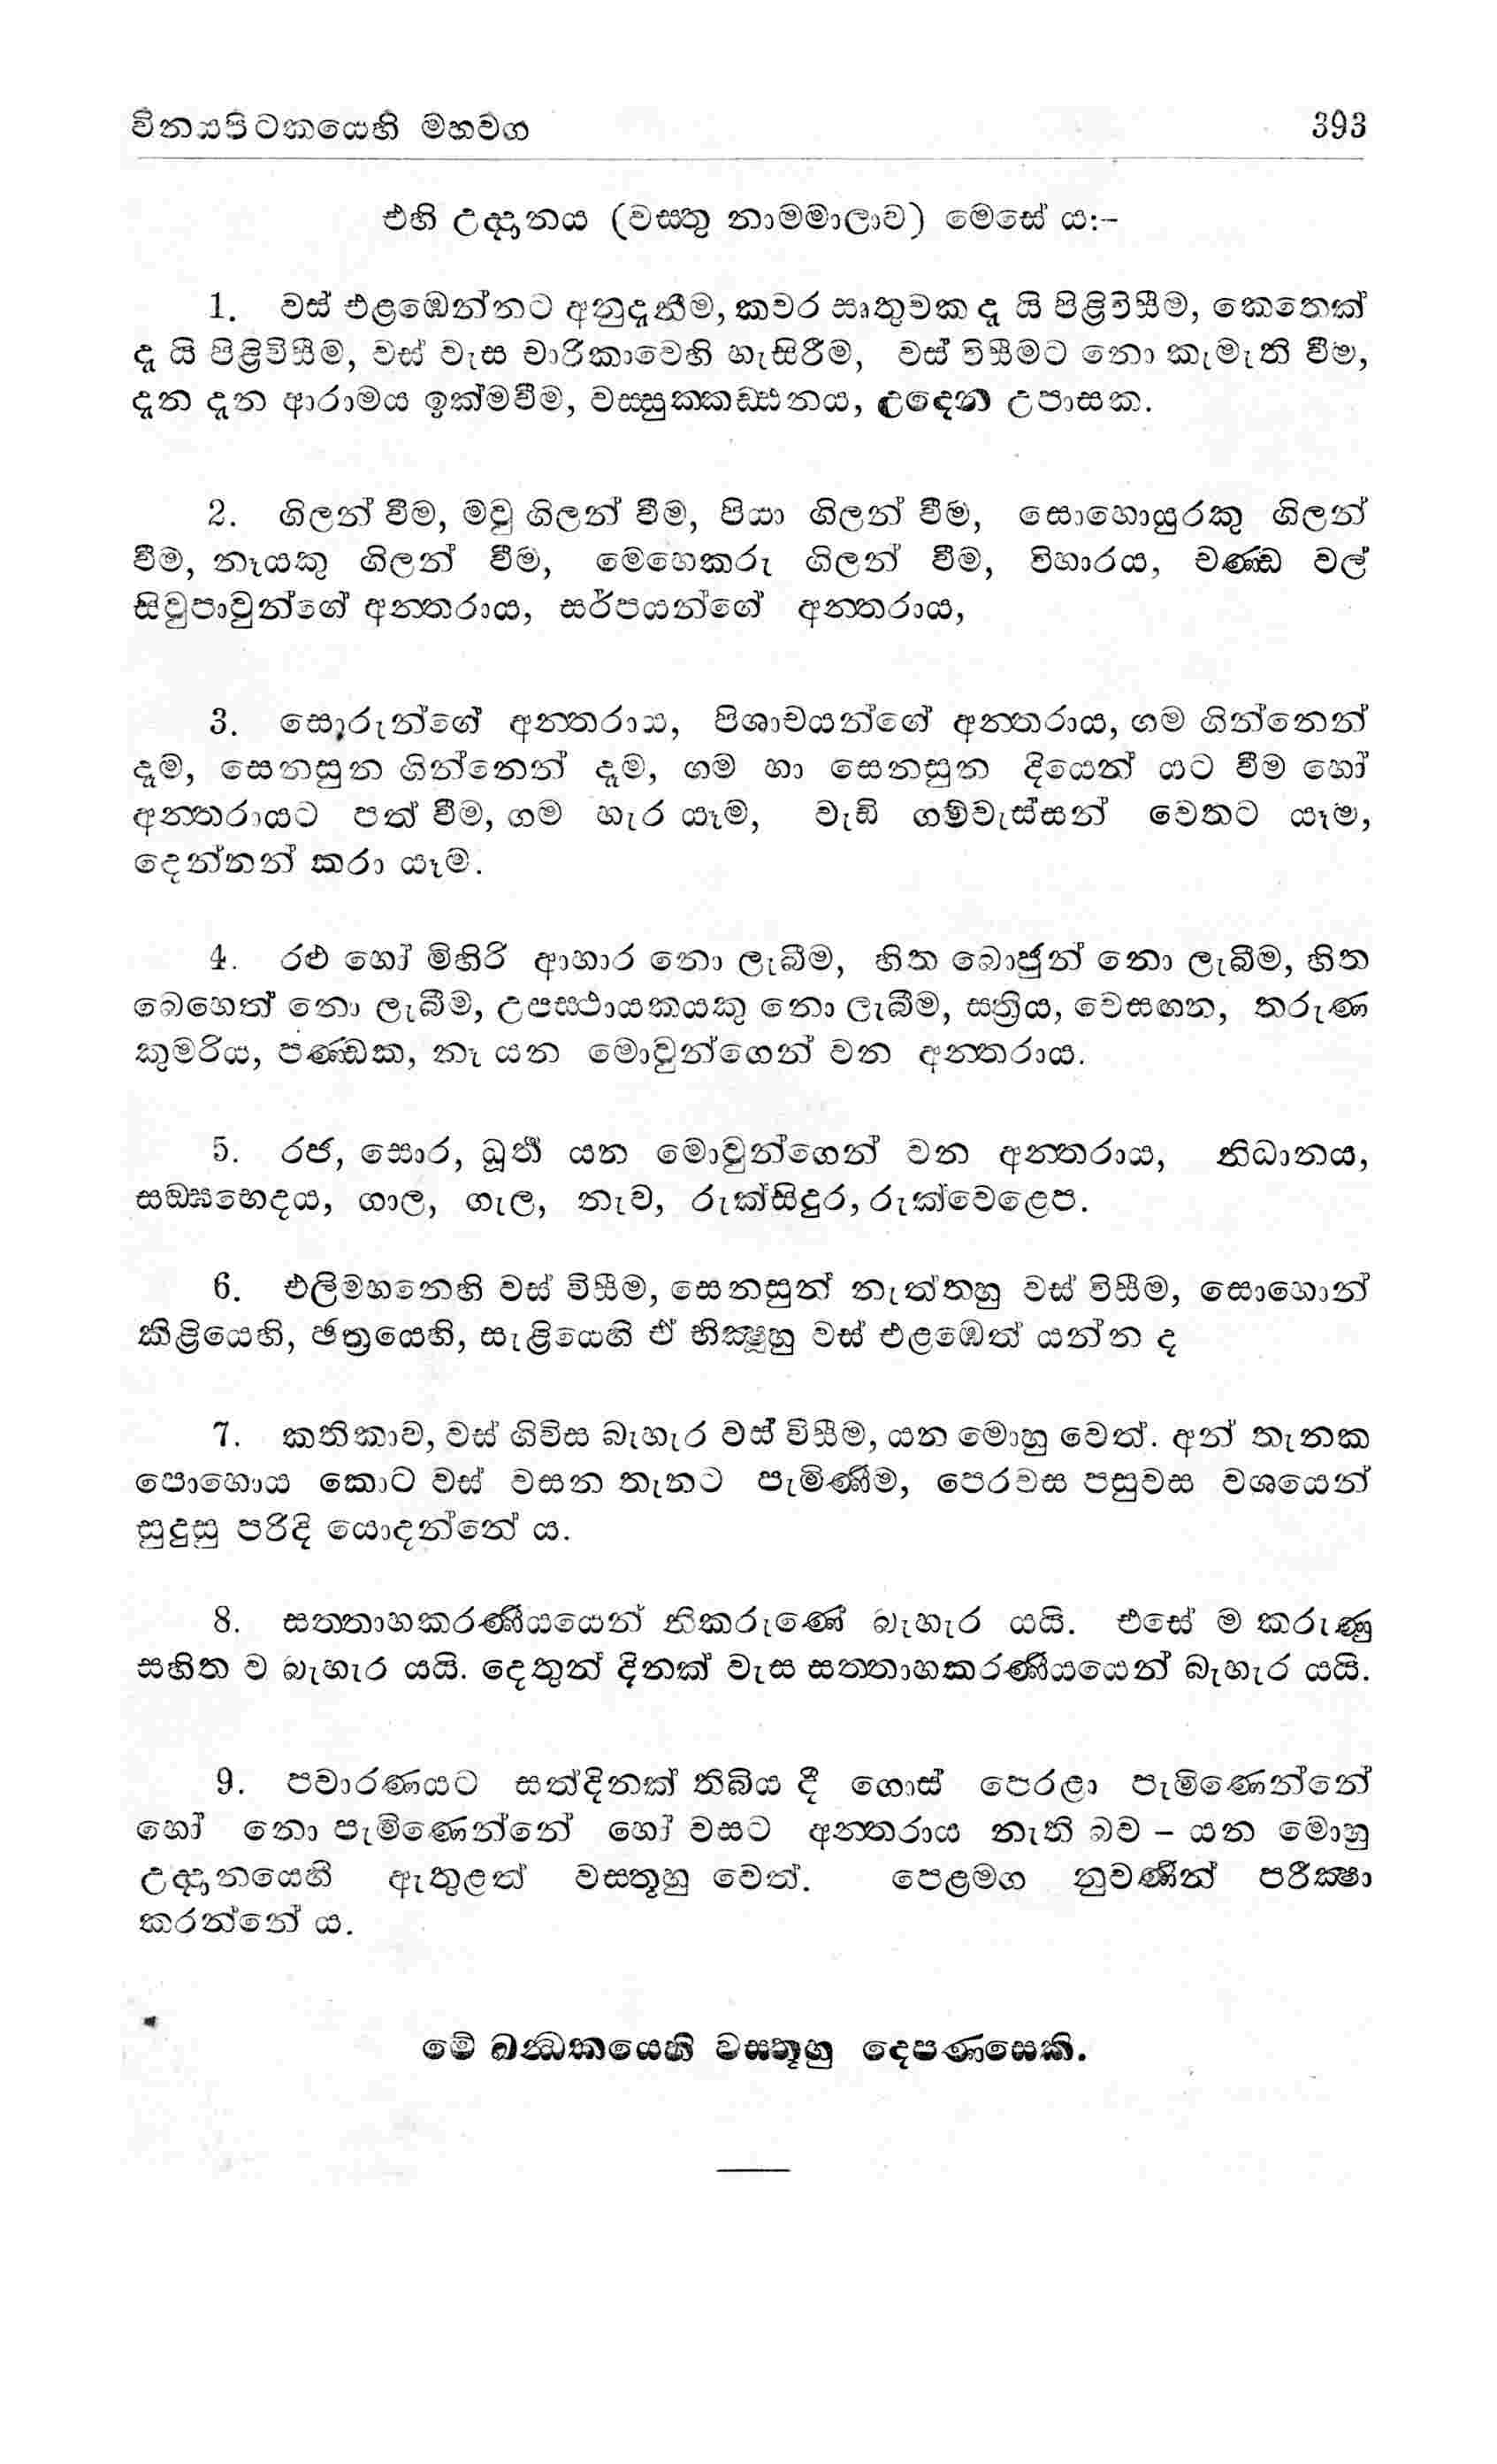 විනයපිටකයෙහි මහවග 393
එහි උද්දානය (වස්තු නාමමාලාව) මෙසේ ය:-
1. වස් එළඹෙන්නට අනුදැනීම, කවර ඍතුවක දැ යි පිළිවිසීම, කෙතෙක්
දැ යි පිළිවිසීම, වස් වැස චාරිකාවෙහි හැසිරීම, වස් විසීමට නො කැමැති වීම,
දැන දැන ආරාමය ඉක්මවීම, වස්සුක්කඩ්ඪනය, උදෙන උපාසක.
2. ගිලන් වීම, මවු ගිලන් වීම, පියා ගිලන් වීම, සොහොයුරකු ගිලන්
වීම, නෑයකු ගිලන් වීම, මෙහෙකරු ගිලන් වීම, විහාරය, චණ්ඩ වල්
සිවුපාවුන්ගේ අන්තරාය, සර්පයන්ගේ අන්තරාය,
3. සොරුන්ගේ අන්තරාය, පිශාචයන්ගේ අන්තරාය, ගම ගින්නෙන්
දෑම, සෙනසුන ගින්නෙන් දෑම, ගම හා සෙනසුන දියෙන් යට වීම හෝ
අන්තරායට පත් වීම, ගම හැර යෑම, වැඩි ගම්වැස්සන් වෙතට යෑම,
දෙන්නන් කරා යෑම.
4. රළු හෝ මිහිරි ආහාර නො ලැබීම, හිත බොජුන් නො ලැබීම, හිත
බෙහෙත් නො ලැබීම, උපස්ථායකයකු නො ලැබීම, සත්‍රිය, වෙසඟන, තරුණ
කුමරිය, පණ්ඩක, නෑ යන මොවුන්ගෙන් වන අන්තරාය.
5. රජ, සොර, ධූර්ත යන මොවුන්ගෙන් වන අන්තරාය, නිධානය,
සඞ්ඝභෙදය, ගාල, ගැල, නැව, රුක්සිදුර, රුක්වෙළෙප.
6. එලිමහනෙහි වස් විසීම, සෙනසුන් නැත්තහු වස් විසීම, සොහොන්
කිළියෙහි, ඡත්‍රයෙහි, සැළියෙහි ඒ භික්ෂූහු වස් එළඹෙත් යන්න ද
7. කතිකාව, වස් ගිවිස බැහැර වස් විසීම, යන මොහු වෙත්. අන් තැනක
පොහොය කොට වස් වසන තැනට පැමිණීම, පෙරවස පසුවස වශයෙන්
සුදුසු පරිදි යොදන්නේ ය.
8. සත්තාහකරණීයයෙන් නිකරුණේ බැහැර යයි. එසේ ම කරුණු
සහිත ව බැහැර යයි. දෙතුන් දිනක් වැස සත්තාහකරණීයයෙන් බැහැර යයි.
9. පවාරණයට සත්දිනක් තිබිය දී ගොස් පෙරළා පැමිණෙන්නේ
හෝ නො පැමිණෙන්නේ හෝ වසට අන්තරාය නැති බව – යන මොහු
උද්දානයෙහි ඇතුළත් වස්තූහු වෙත්. පෙළමග නුවණින් පරීක්ෂා
කරන්නේ ය.
මේ ඛන්ධකයෙහි වස්තූහු දෙපණසෙකි.